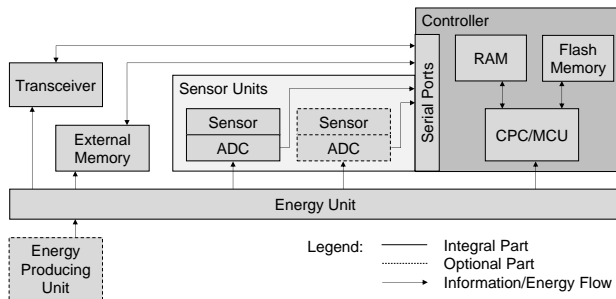 Controller
Transceiver
Serial Ports
RAM
Flash
Memory
Sensor Units
External
Memory
Sensor
ADC
Sensor
ADC
CPC/MCU
Energy Unit
Energy
Producing
Unit
Legend:
Integral Part
Optional Part
Information/Energy Flow